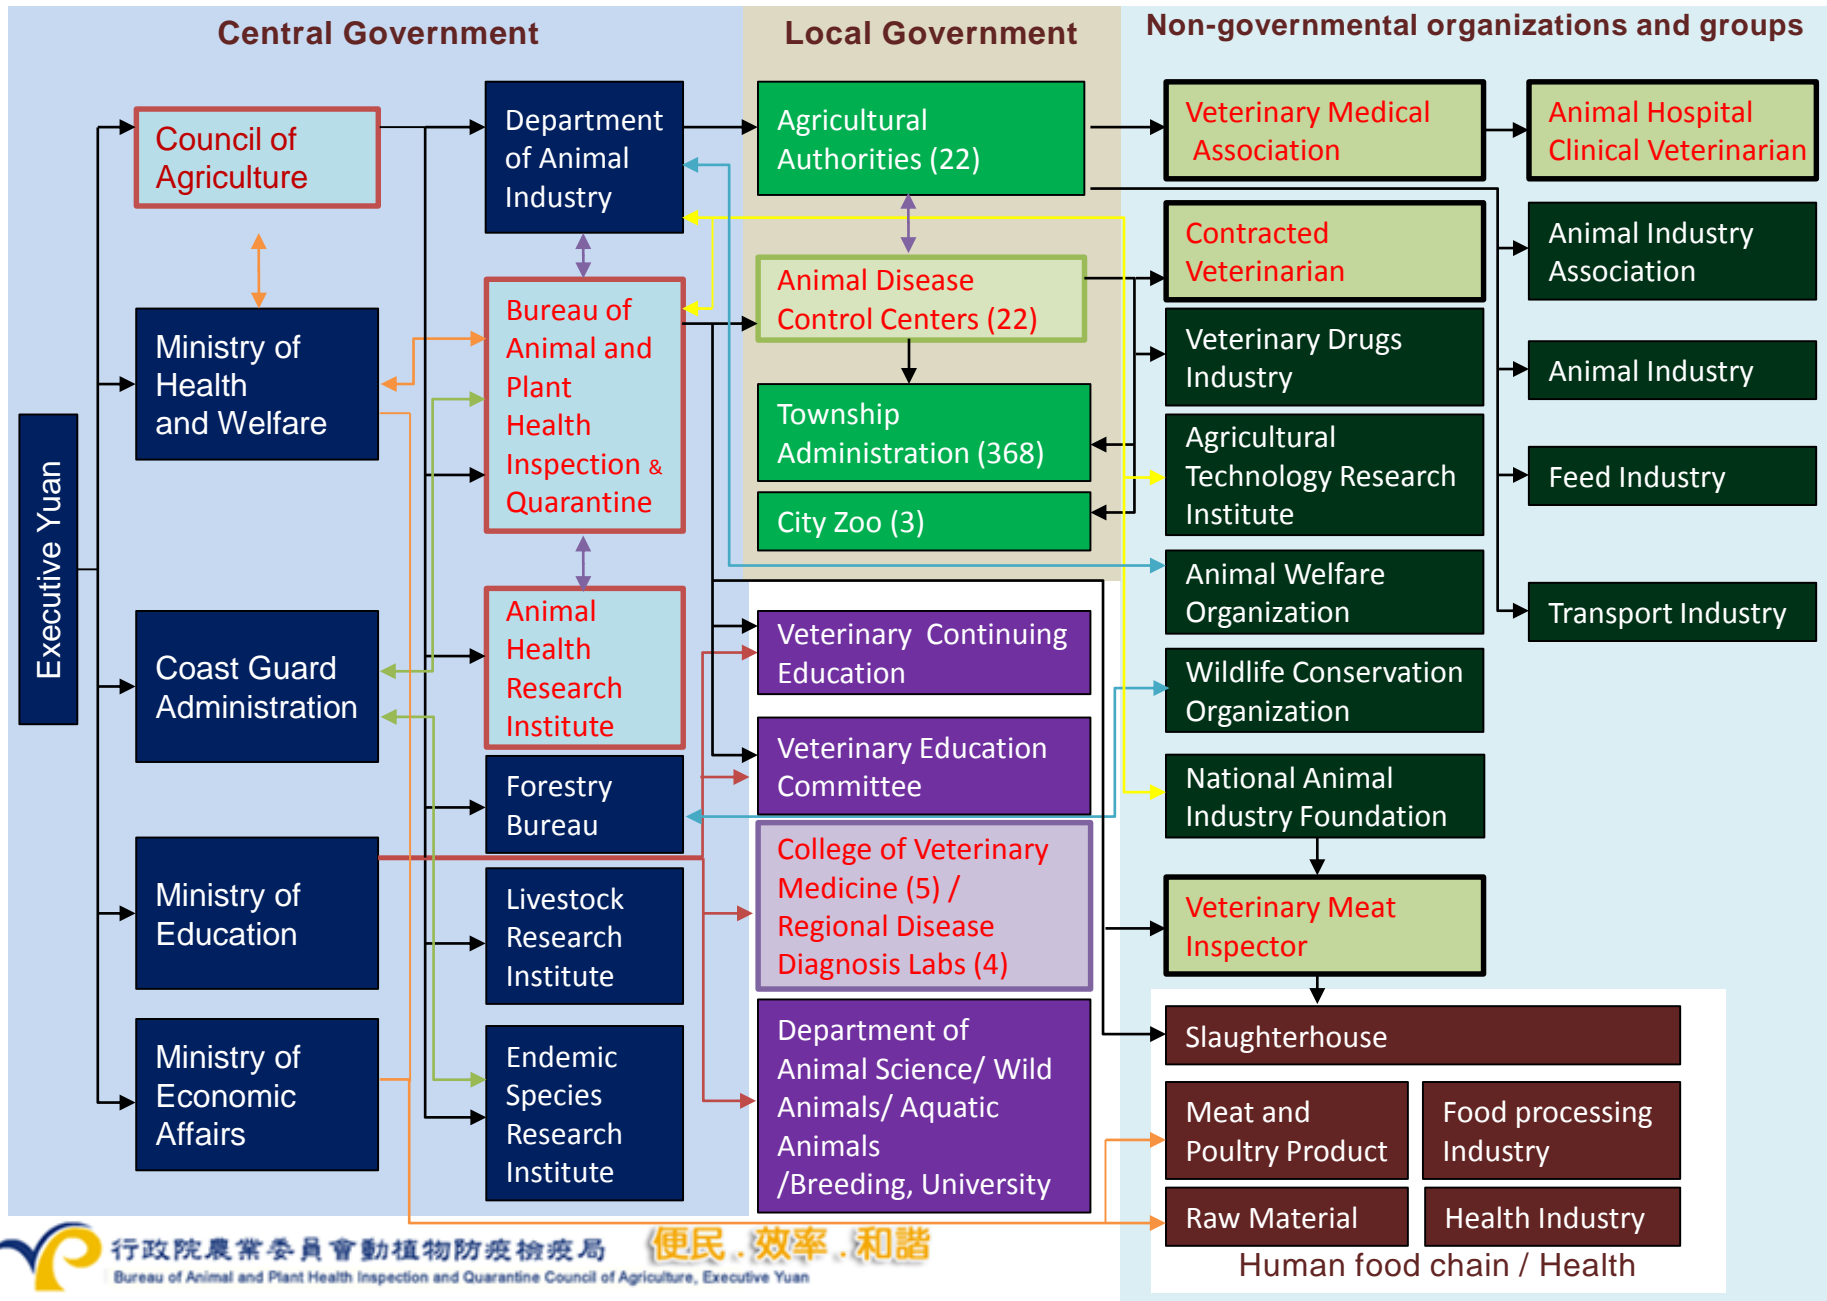 Central Government
Local Government
Non-governmental organizations and groups
Executive Yuan
Council of
Agriculture
Ministry of
Health
and Welfare
Coast Guard
Administration
Ministry of
Education
Ministry of
Economic
Affairs
Department
of Animal
Industry
Bureau of
Animal and
Plant
Health
Inspection &
Quarantine
Animal
Health
Research
Institute
Forestry
Bureau
Livestock
Research
Institute
Endemic
Species
Research
Institute
Agricultural
Authorities (22)
Animal Disease
Control Centers (22)
Township
Administration (368)
City Zoo (3)
Veterinary Continuing
Education
Veterinary Education
Committee
College of Veterinary
Medicine (5) /
Regional Disease
Diagnosis Labs (4)
Department of
Animal Science/ Wild
Animals/ Aquatic
Animals
/Breeding, University
Veterinary Medical
Association
Contracted
Veterinarian
Veterinary Drugs
Industry
Agricultural
Technology Research
Institute
Animal Welfare
Organization
Wildlife Conservation
Organization
National Animal
Industry Foundation
Veterinary Meat
Inspector
Animal Hospital
Clinical Veterinarian
Animal Industry
Association
Animal Industry
Feed Industry
Transport Industry
Slaughterhouse
Meat and
Poultry Product
Food processing
Industry
Raw Material
Health Industry
Human food chain / Health
行政院農業委員會動植物防疫檢疫局
便民.效率.和諧
Bureau of Animal and Plant Health Inspection and Quarantine Council of Agriculture, Executive Yuan